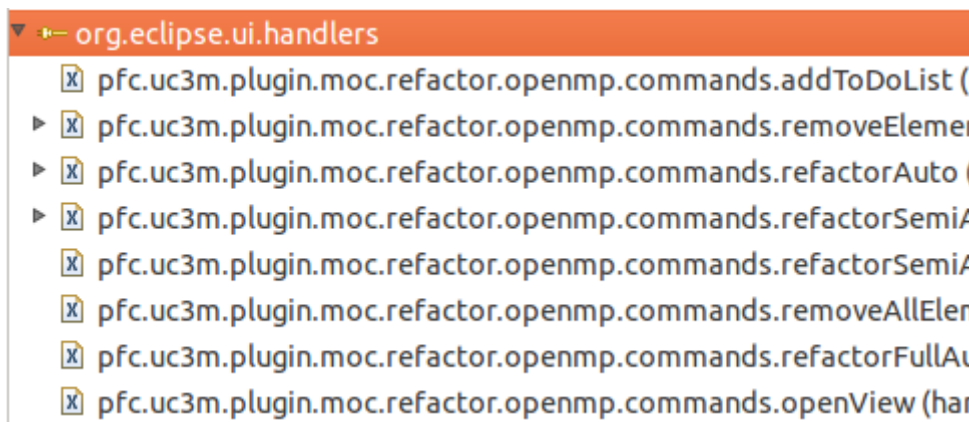 org.eclipse.ui.handlers
pfc.uc3m.plugin.moc.refactor.openmp.commands.addToDoList (
pfc.uc3m.plugin.moc.refactor.openmp.commands.removeElemer
pfc.uc3m.plugin.moc.refactor.openmp.commands.refactorAuto (
pfc.uc3m.plugin.moc.refactor.openmp.commands.refactorSemiA
pfc.uc3m.plugin.moc.refactor.openmp.commands.refactorSemiA
pfc.uc3m.plugin.moc.refactor.openmp.commands.removeAllElem
pfc.uc3m.plugin.moc.refactor.openmp.commands.refactorFullAu
pfc.uc3m.plugin.moc.refactor.openmp.commands.openView (har